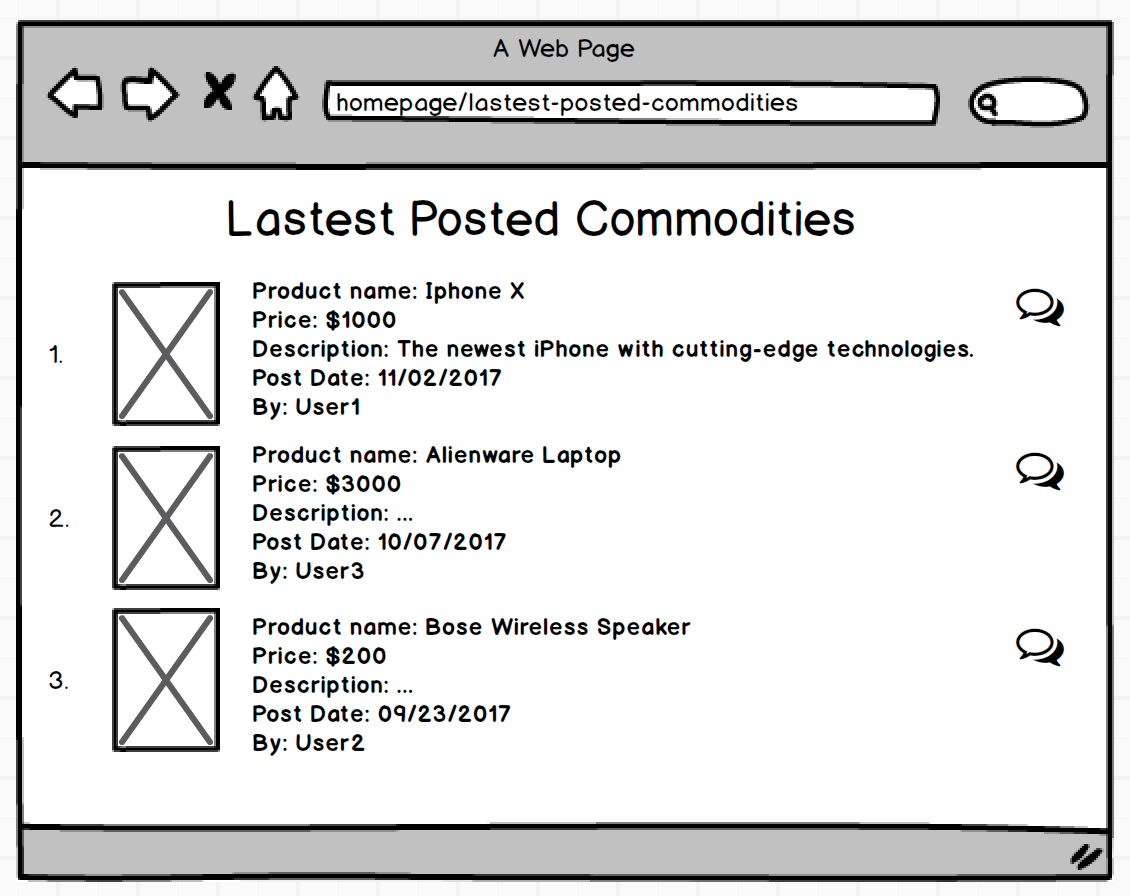 A Web Page
homepage/lastest-posted-commodities
Lastest Posted Commodities
1.
Product name: Iphone X
Price: $1000
Description: The newest iPhone with cutting-edge technologies.
Post Date: 11/02/2017
By: User1
2.
Product name: Alienware Laptop
Price: $3000
Description: ...
Post Date: 10/07/2017
By: User3
3.
Product name: Bose Wireless Speaker
Price: $200
Description: ...
Post Date: 09/23/2017
By: User2